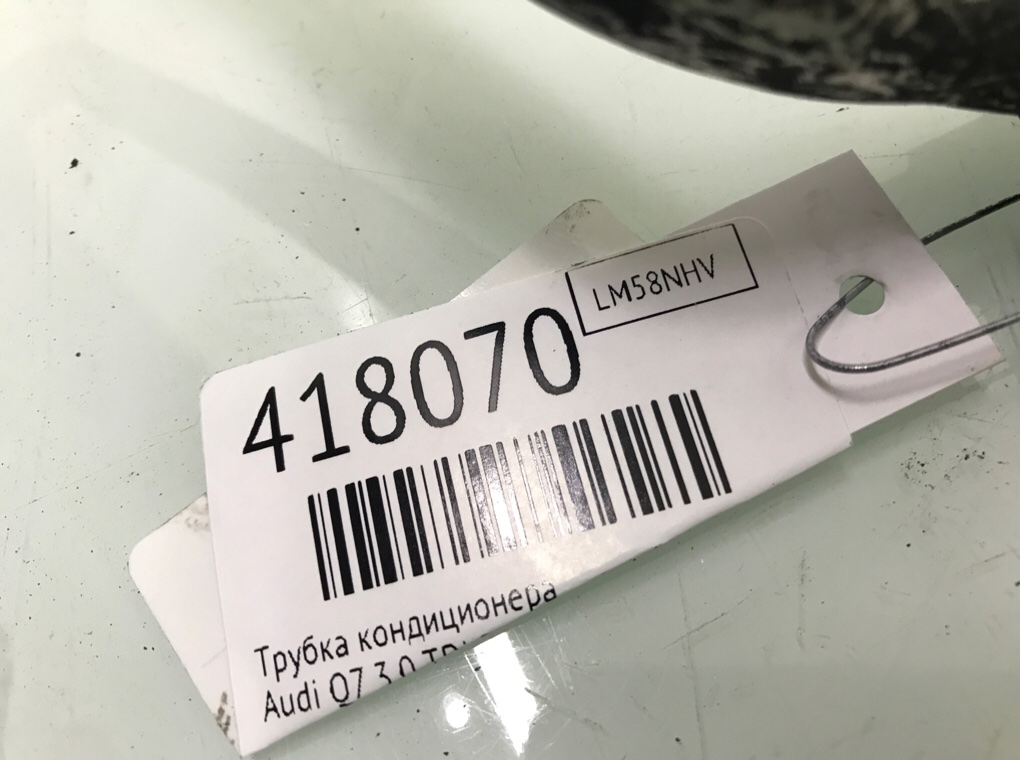 LM58NHV
418070
Трубка кондиционера
Audi Q7 3.0